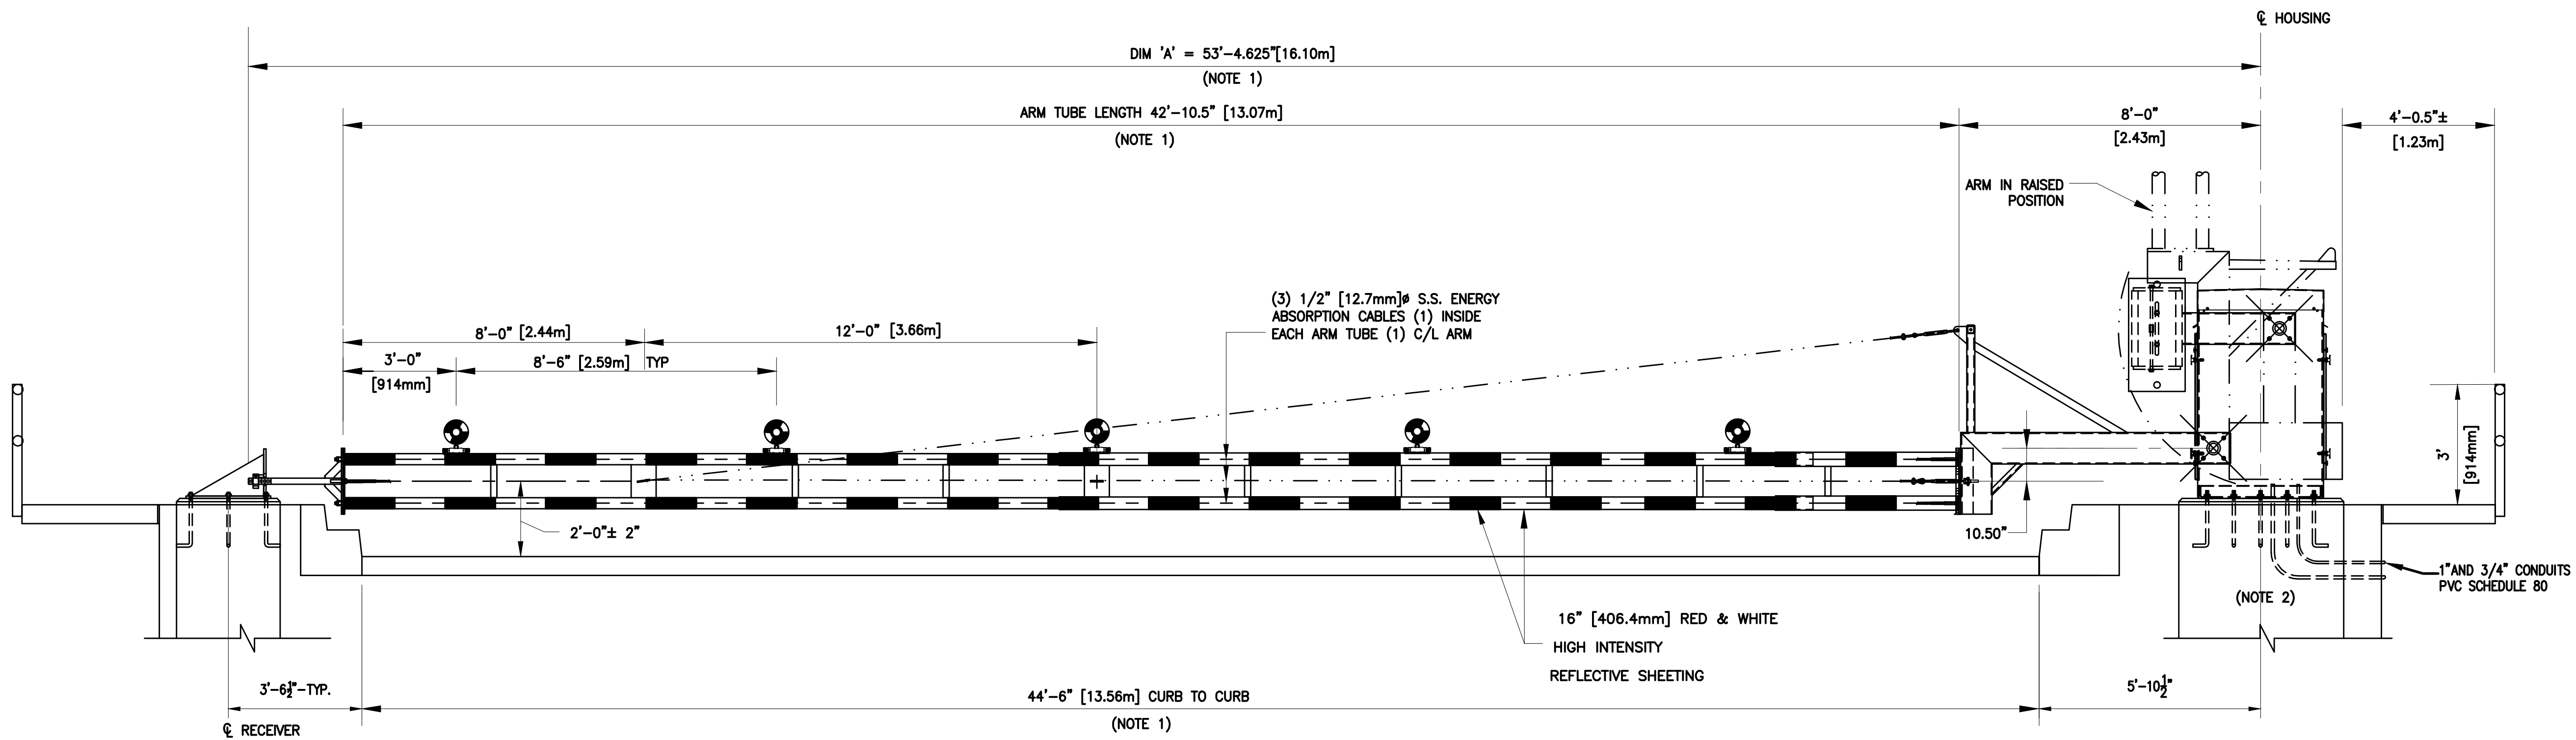 ℄ HOUSING
DIM 'A' = 53'-4.625"[16.10m]
(NOTE 1)
ARM TUBE LENGTH 42'-10.5" [13.07m]
(NOTE 1)
8'-0"
[2.43m]
4'-0.5"±
[1.23m]
ARM IN RAISED
POSITION
(3) 1/2" [12.7mm]ø S.S. ENERGY
ABSORPTION CABLES (1) INSIDE
EACH ARM TUBE (1) C/L ARM
8'-0" [2.44m]
12'-0" [3.66m]
3'-0"
[914mm]
8'-6" [2.59m] TYP
3'
[914mm]
2'-0"± 2"
10.50"
1"AND 3/4" CONDUITS
PVC SCHEDULE 80
(NOTE 2)
16" [406.4mm] RED & WHITE
HIGH INTENSITY
REFLECTIVE SHEETING
3'-6½"-TYP.
44'-6" [13.56m] CURB TO CURB
(NOTE 1)
5'-10½"
℄ RECEIVER